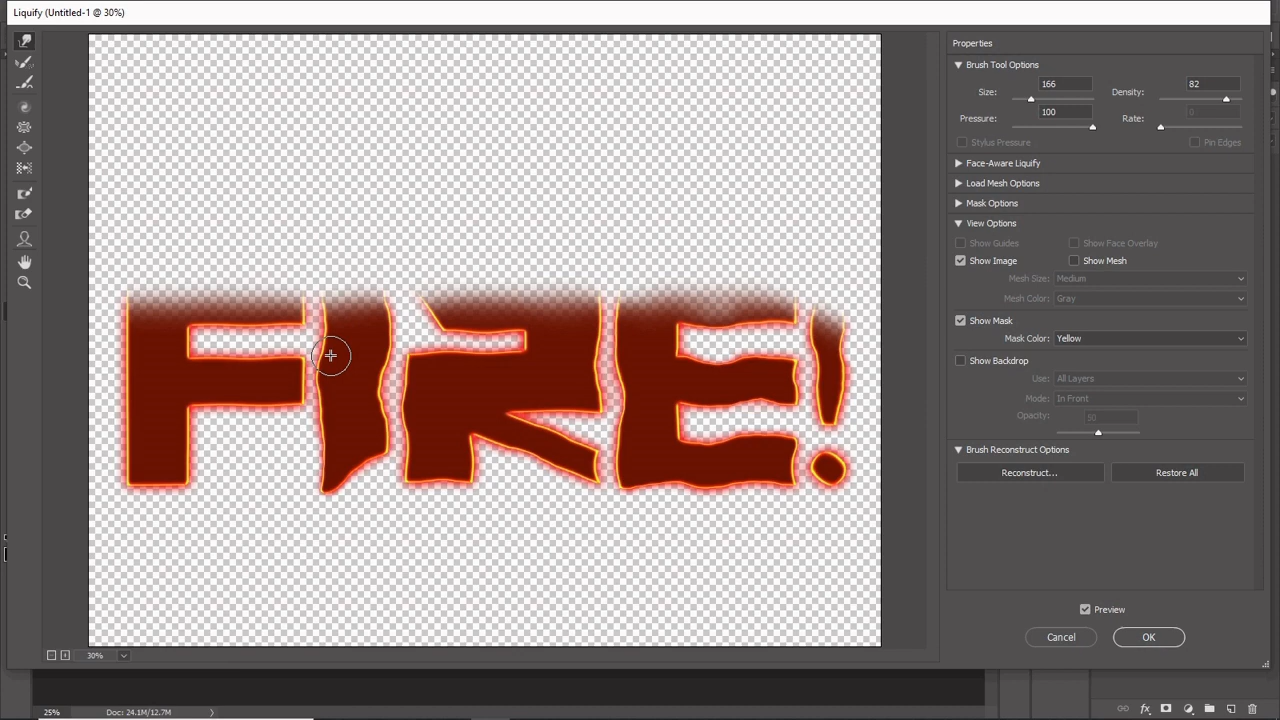 Liquify (Untitled-1 @ 30%)
Properties
Brush Tool Options
Size: 166 Density: 82
Pressure: 100 Rate: 0
Stylus Pressure Pin Edges
Face-Aware Liquify
Load Mesh Options
Mask Options
View Options
Show Guides Show Face Overlay
Show Image Show Mesh
Mesh Size: Medium
Mesh Color: Gray
Show Mask
Mask Color: Yellow
Show Backdrop
Use: All Layers
Mode: In Front
Opacity: 50
Brush Reconstruct Options
Reconstruct... Restore All
FIRE!
Preview
Cancel OK
30%
25% Doc: 24.1M/12.7M
fx